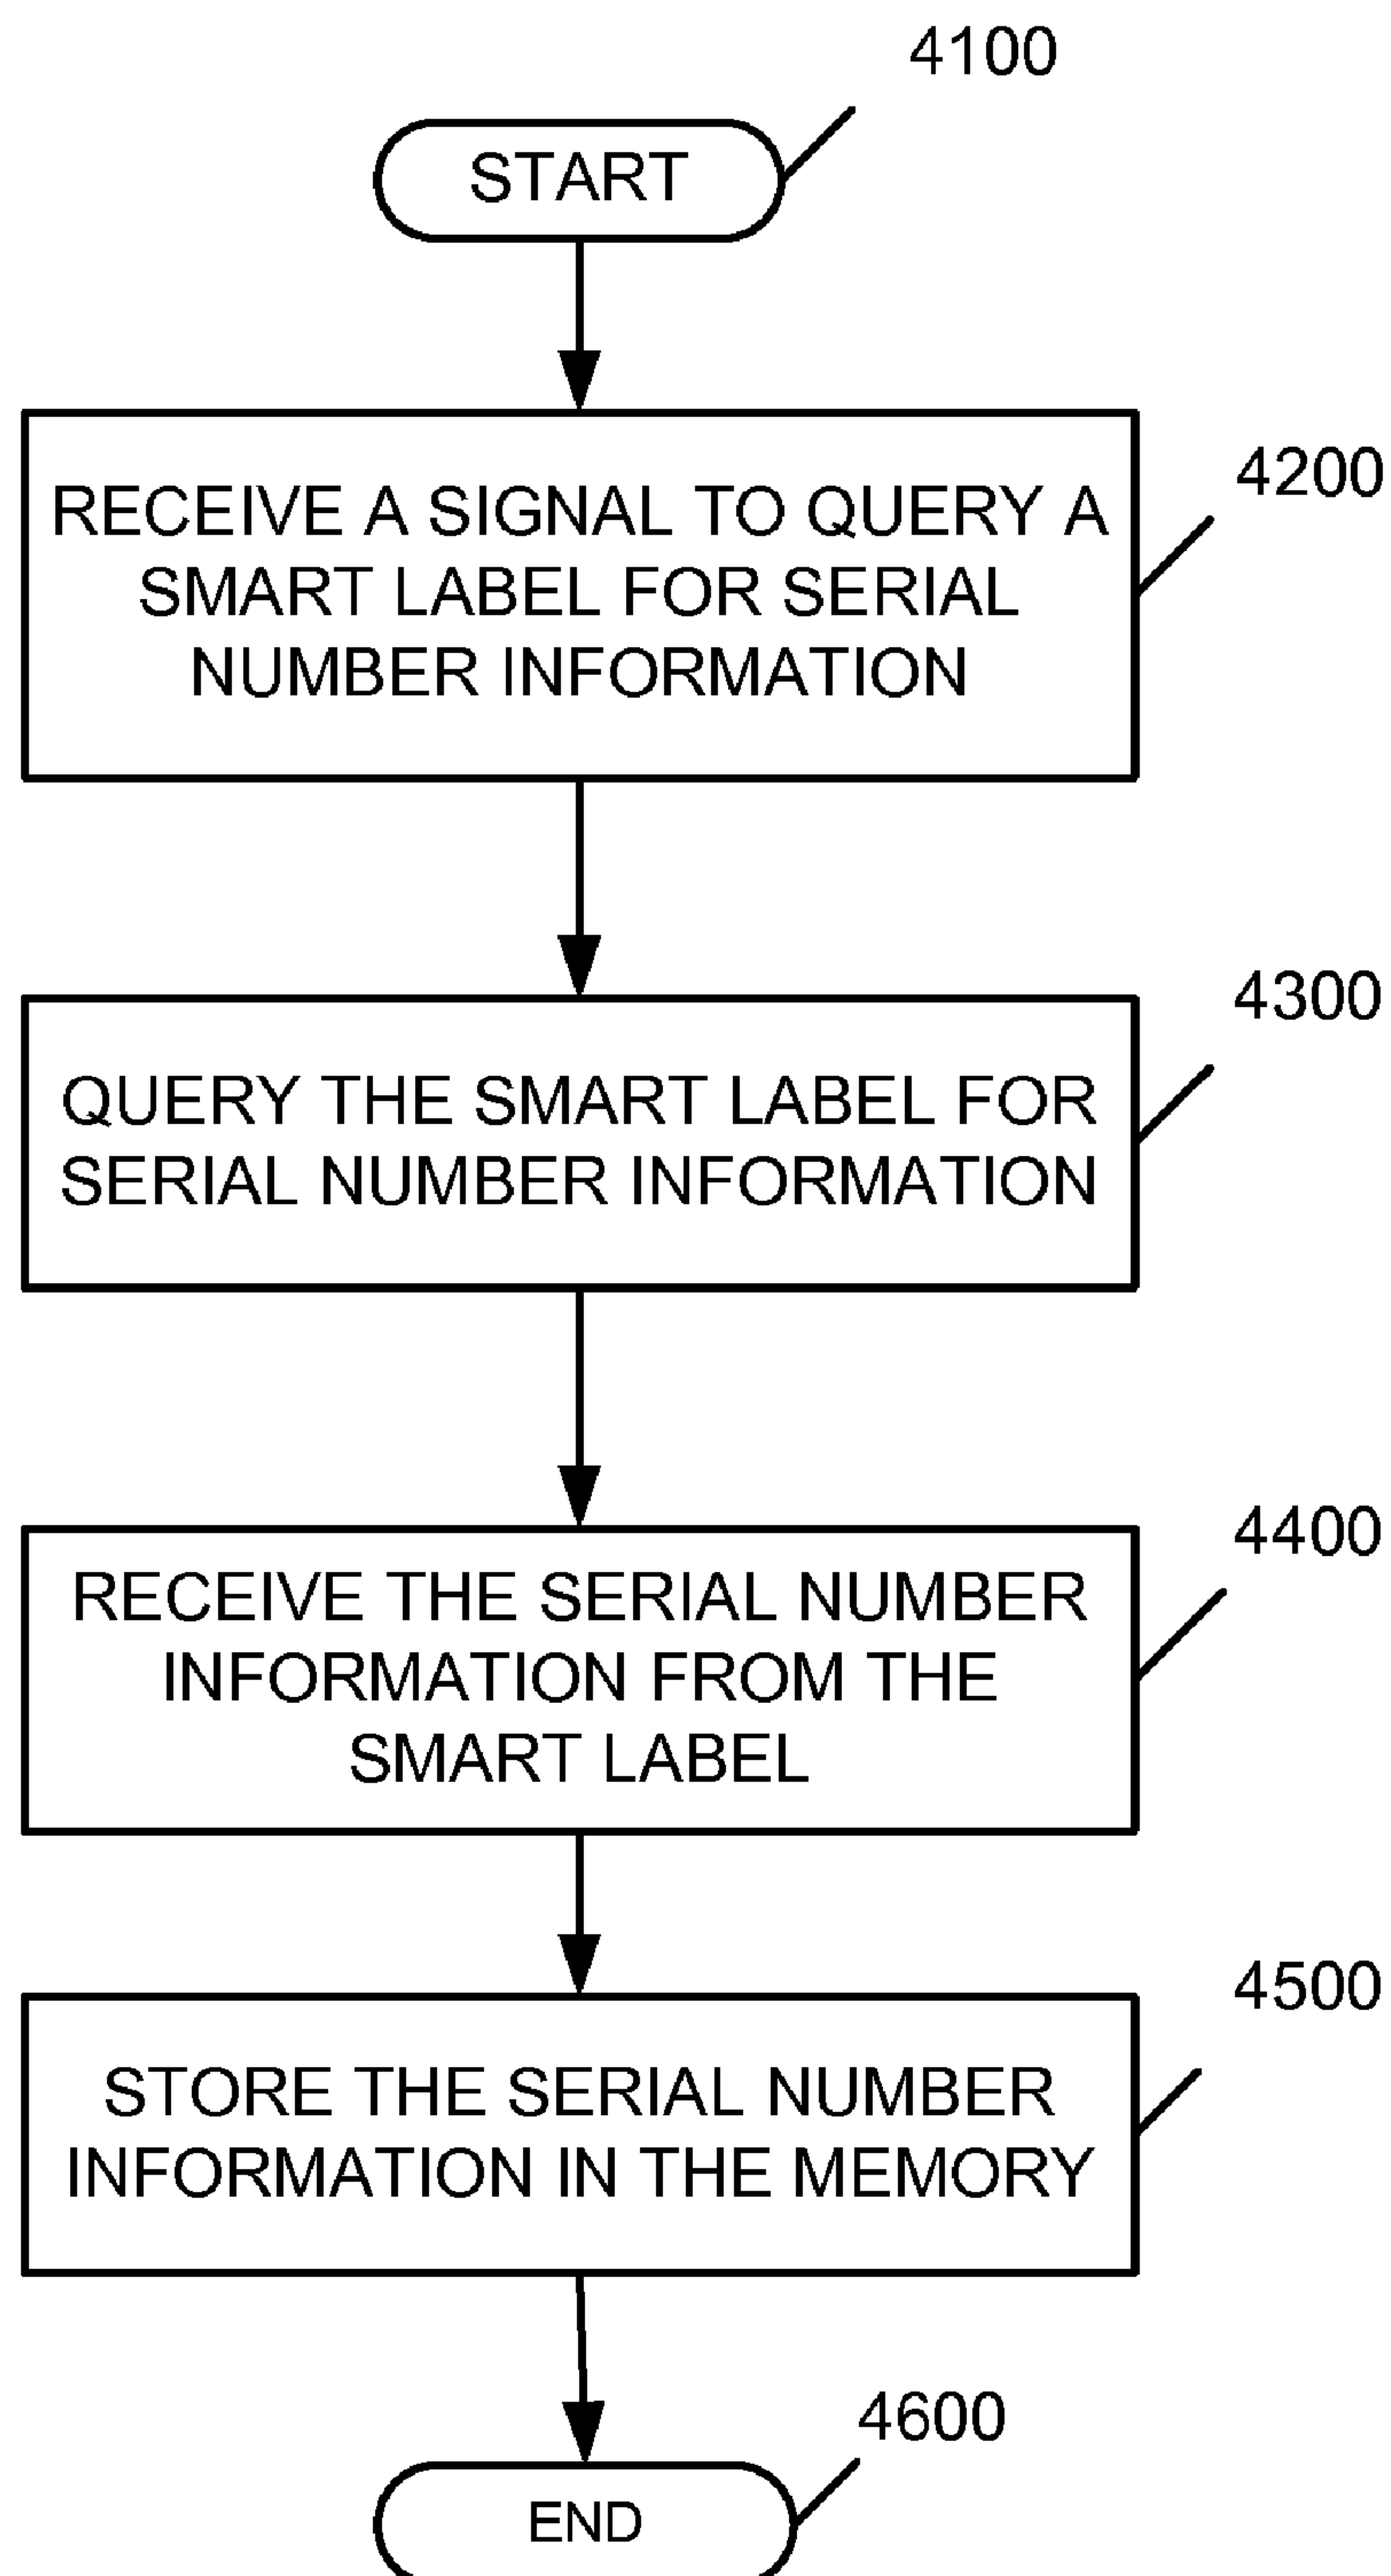 4100
START
4200
RECEIVE A SIGNAL TO QUERY A
SMART LABEL FOR SERIAL
NUMBER INFORMATION
4300
QUERY THE SMART LABEL FOR
SERIAL NUMBER INFORMATION
4400
RECEIVE THE SERIAL NUMBER
INFORMATION FROM THE
SMART LABEL
4500
STORE THE SERIAL NUMBER
INFORMATION IN THE MEMORY
4600
END